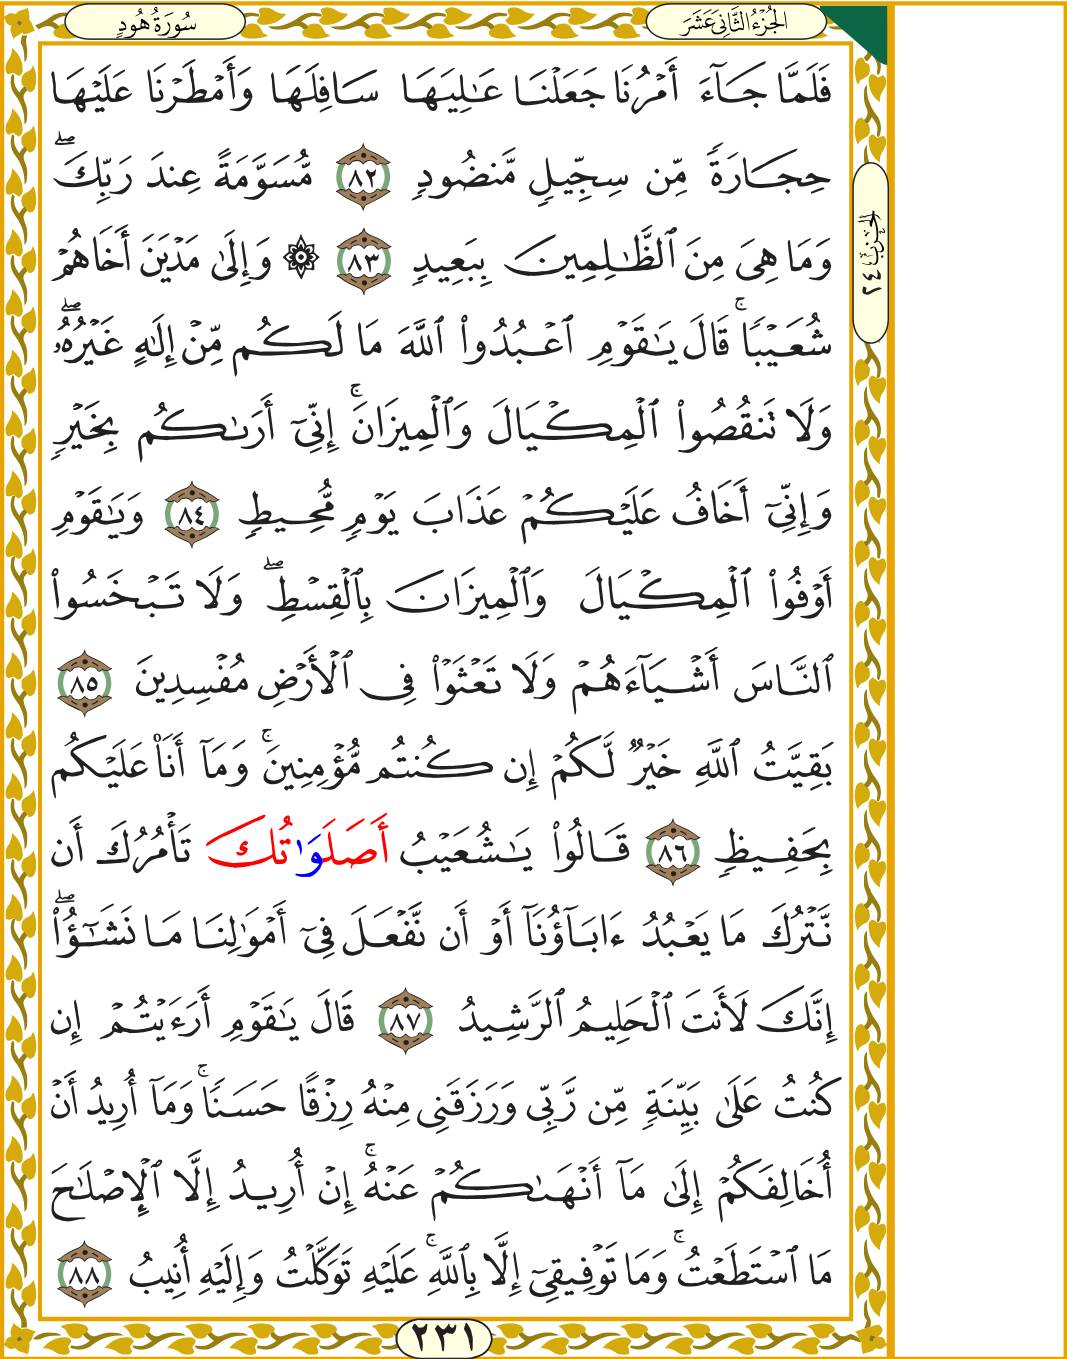 سُورَةُ هُودٍ
الجُزْءُ الثَّانِيَ عَشَرَ
فَلَمَّا جَآءَ أَمْرُنَا جَعَلْنَا عَٰلِيَهَا سَافِلَهَا وَأَمْطَرْنَا عَلَيْهَا
حِجَارَةً مِّن سِجِّيلٍ مَّنضُودٍ ٨٢ مُّسَوَّمَةً عِندَ رَبِّكَۖ
وَمَا هِىَ مِنَ ٱلظَّٰلِمِينَ بِبَعِيدٍ ٨٣ ۞ وَإِلَىٰ مَدْيَنَ أَخَاهُمْ
شُعَيْبًاۚ قَالَ يَٰقَوْمِ ٱعْبُدُواْ ٱللَّهَ مَا لَكُم مِّنْ إِلَٰهٍ غَيْرُهُۥۖ
وَلَا تَنقُصُواْ ٱلْمِكْيَالَ وَٱلْمِيزَانَۚ إِنِّىٓ أَرَىٰكُم بِخَيْرٍ
وَإِنِّىٓ أَخَافُ عَلَيْكُمْ عَذَابَ يَوْمٍ مُّحِيطٍ ٨٤ وَيَٰقَوْمِ
أَوْفُواْ ٱلْمِكْيَالَ وَٱلْمِيزَانَ بِٱلْقِسْطِۖ وَلَا تَبْخَسُواْ
ٱلنَّاسَ أَشْيَآءَهُمْ وَلَا تَعْثَوْاْ فِى ٱلْأَرْضِ مُفْسِدِينَ ٨٥
بَقِيَّتُ ٱللَّهِ خَيْرٌ لَّكُمْ إِن كُنتُم مُّؤْمِنِينَۚ وَمَآ أَنَا۠ عَلَيْكُم
بِحَفِيظٍ ٨٦ قَالُواْ يَٰشُعَيْبُ أَصَلَوَٰتُكَ تَأْمُرُكَ أَن
نَّتْرُكَ مَا يَعْبُدُ ءَابَآؤُنَآ أَوْ أَن نَّفْعَلَ فِىٓ أَمْوَٰلِنَا مَا نَشَٰٓؤُاْۖ
إِنَّكَ لَأَنتَ ٱلْحَلِيمُ ٱلرَّشِيدُ ٨٧ قَالَ يَٰقَوْمِ أَرَءَيْتُمْ إِن
كُنتُ عَلَىٰ بَيِّنَةٍ مِّن رَّبِّى وَرَزَقَنِى مِنْهُ رِزْقًا حَسَنًاۚ وَمَآ أُرِيدُ أَنْ
أُخَالِفَكُمْ إِلَىٰ مَآ أَنْهَىٰكُمْ عَنْهُۚ إِنْ أُرِيدُ إِلَّا ٱلْإِصْلَٰحَ
مَا ٱسْتَطَعْتُۚ وَمَا تَوْفِيقِىٓ إِلَّا بِٱللَّهِۚ عَلَيْهِ تَوَكَّلْتُ وَإِلَيْهِ أُنِيبُ ٨٨
الحِزْبُ ٢٤
٢٣١